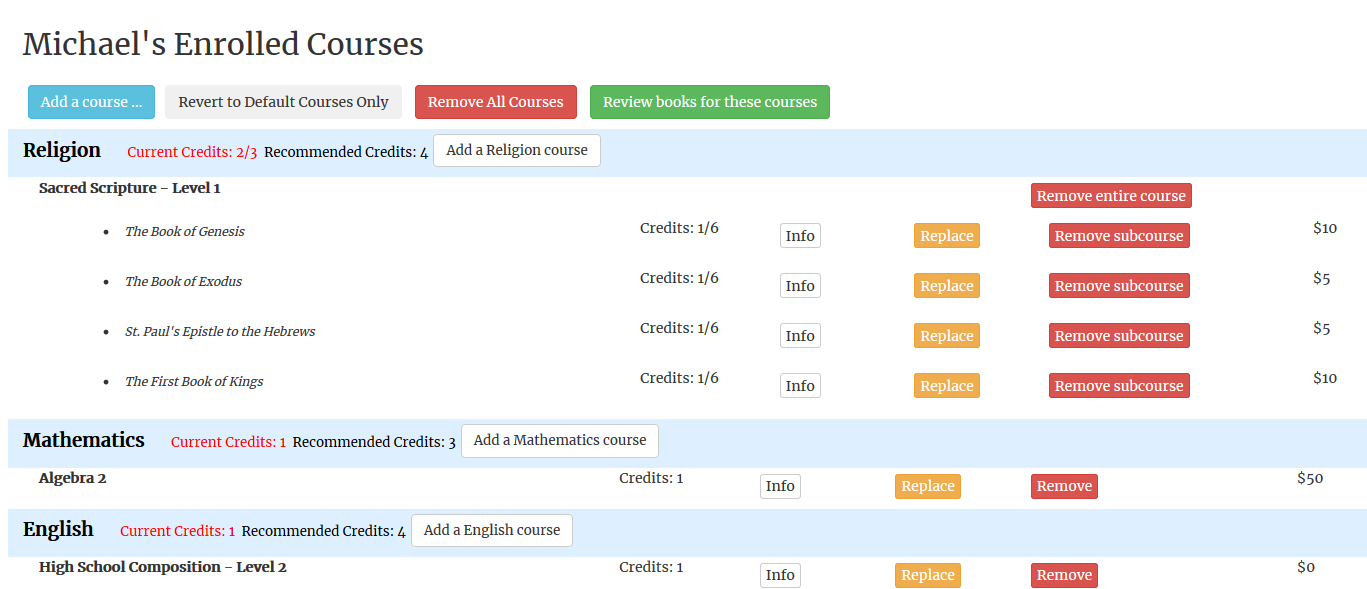 Michael's Enrolled Courses
Add a course ... Revert to Default Courses Only Remove All Courses Review books for these courses
Religion Current Credits: 2/3 Recommended Credits: 4 Add a Religion course
Sacred Scripture - Level 1 Remove entire course
The Book of Genesis Credits: 1/6 Info Replace Remove subcourse $10
The Book of Exodus Credits: 1/6 Info Replace Remove subcourse $5
St. Paul's Epistle to the Hebrews Credits: 1/6 Info Replace Remove subcourse $5
The First Book of Kings Credits: 1/6 Info Replace Remove subcourse $10
Mathematics Current Credits: 1 Recommended Credits: 3 Add a Mathematics course
Algebra 2 Credits: 1 Info Replace Remove $50
English Current Credits: 1 Recommended Credits: 4 Add a English course
High School Composition - Level 2 Credits: 1 Info Replace Remove $0